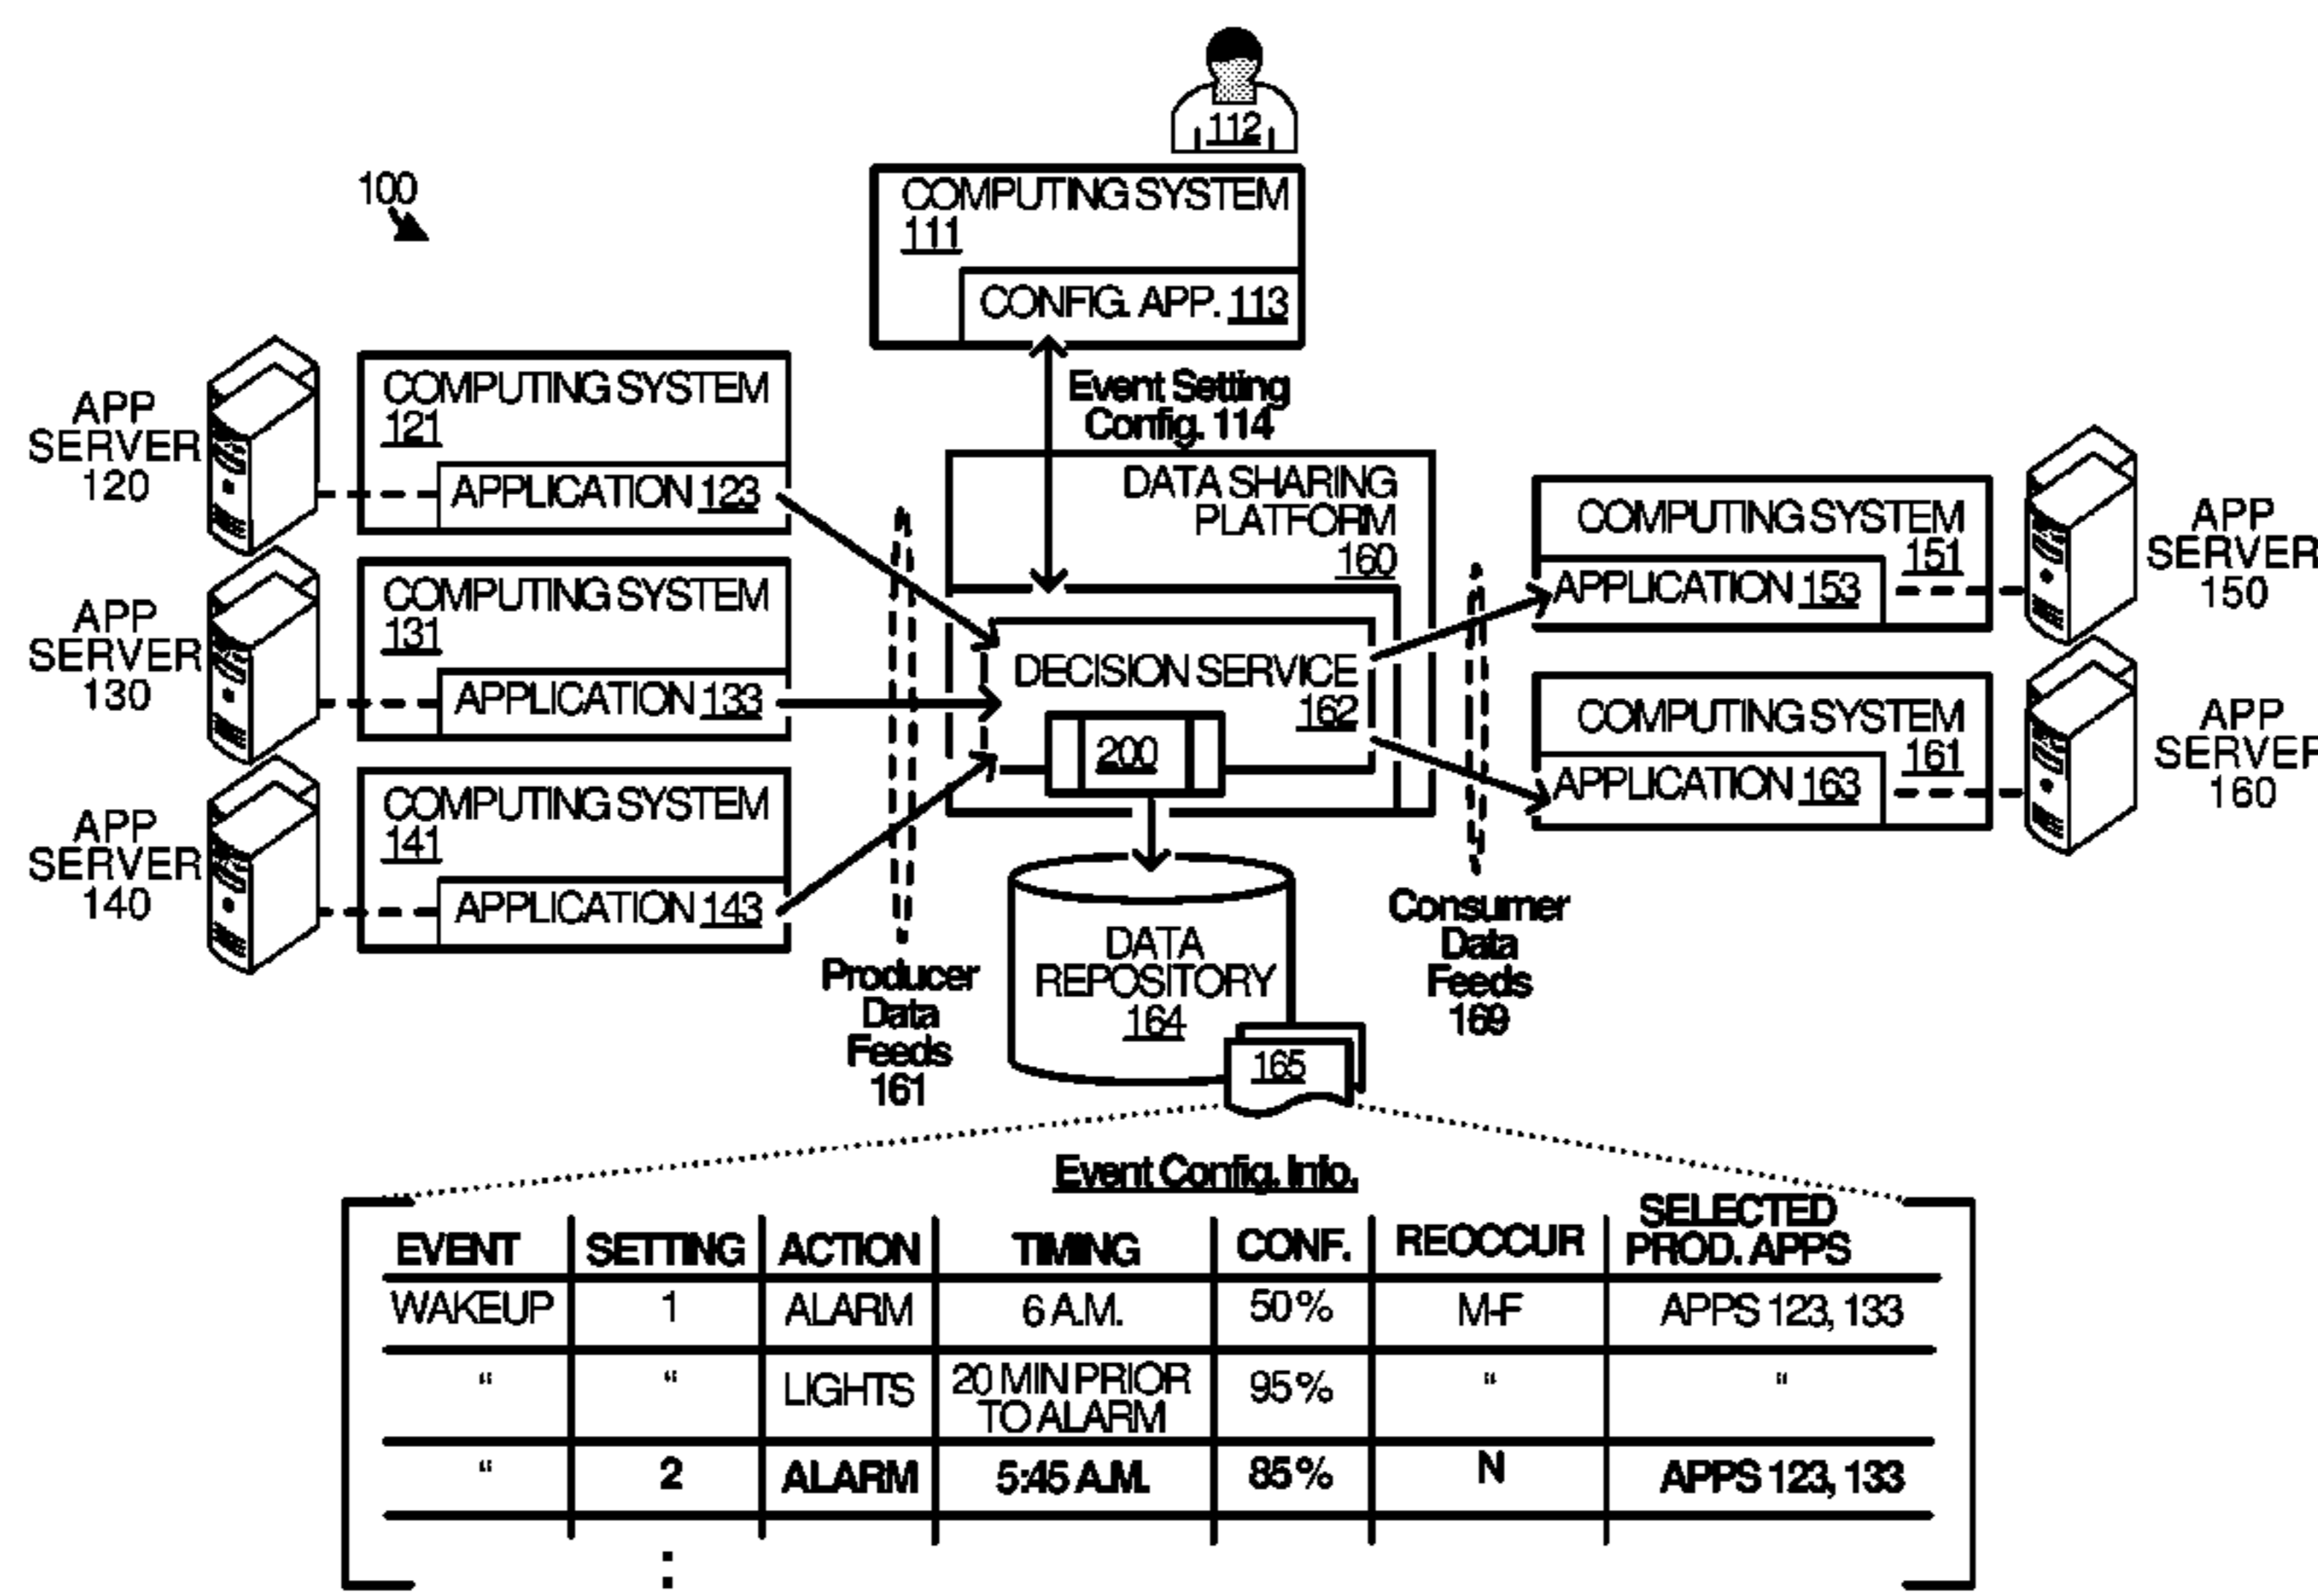 112
100
COMPUTING SYSTEM
111
CONFIG. APP. 113
Event Setting
Config. 114
APP
SERVER
120
COMPUTING SYSTEM
121
APPLICATION 123
APP
SERVER
130
COMPUTING SYSTEM
131
APPLICATION 133
APP
SERVER
140
COMPUTING SYSTEM
141
APPLICATION 143
Producer
Data
Feeds
161
DATA SHARING
PLATFORM
160
DECISION SERVICE
162
200
DATA
REPOSITORY
164
165
Consumer
Data
Feeds
169
COMPUTING SYSTEM
151
APPLICATION 153
APP
SERVER
150
COMPUTING SYSTEM
161
APPLICATION 163
APP
SERVER
160
Event Config. Info.
EVENT SETTING ACTION TIMING CONF. REOCCUR SELECTED
PROD. APPS
WAKEUP 1 ALARM 6 A.M. 50% M-F APPS 123, 133
“ “ LIGHTS 20 MIN PRIOR 95% “ “
TO ALARM
“ 2 ALARM 5:45 A.M. 85% N APPS 123, 133